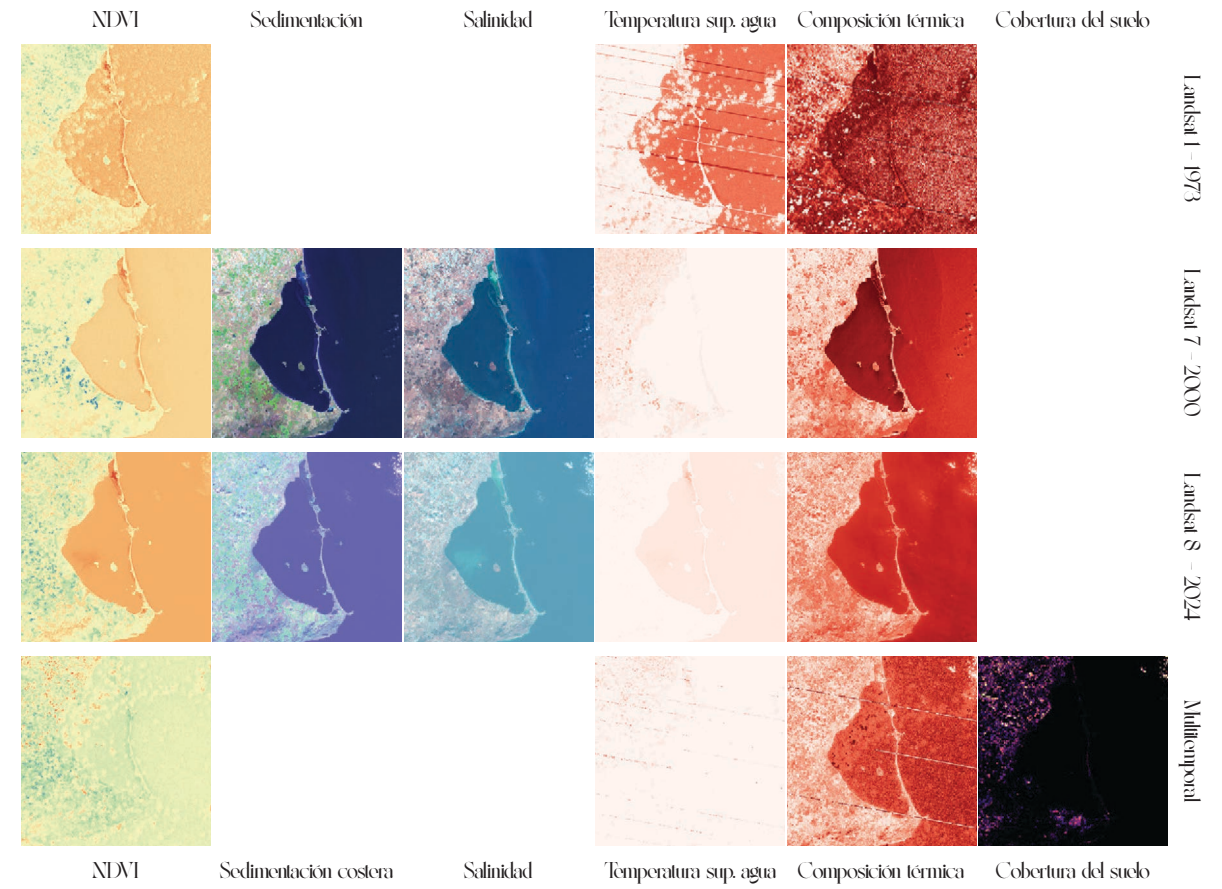 NDVI
Sedimentación
Salinidad
Temperatura sup. agua
Composición térmica
Cobertura del suelo
Landsat 1 - 1973
Landsat 7 - 2000
Landsat 8 - 2024
Multitemporal
NDVI
Sedimentación costera
Salinidad
Temperatura sup. agua
Composición térmica
Cobertura del suelo